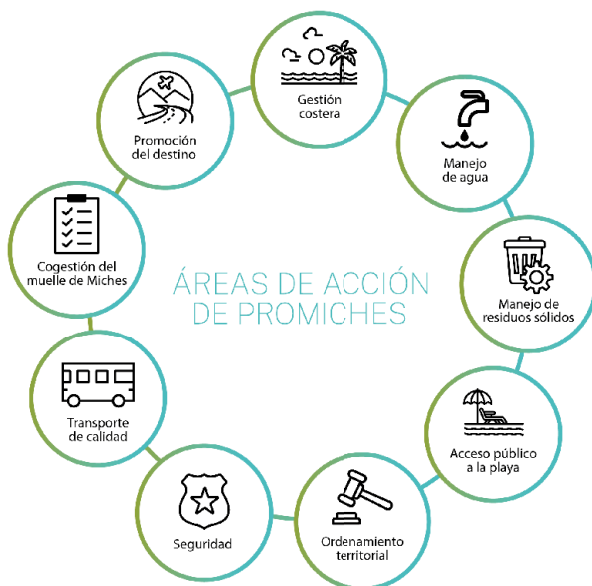 ÁREAS DE ACCIÓN
DE PROMICHES
Gestión
costera
Manejo
de agua
Manejo de
residuos sólidos
Acceso público
a la playa
Ordenamiento
territorial
Seguridad
Transporte
de calidad
Cogestión del
muelle de Miches
Promoción
del destino